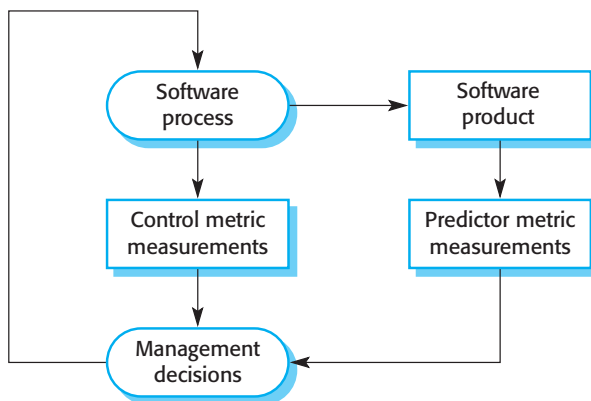 Software
process
Software
product
Control metric
measurements
Predictor metric
measurements
Management
decisions